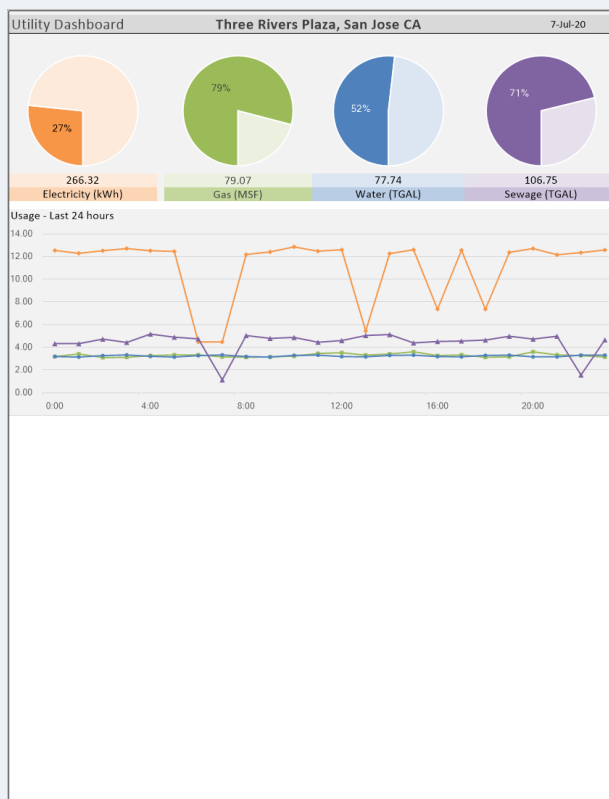 Utility Dashboard Three Rivers Plaza, San Jose CA 7-Jul-20
27% 79% 52% 71%
266.32 79.07 77.74 106.75
Electricity (kWh) Gas (MSF) Water (TGAL) Sewage (TGAL)
Usage - Last 24 hours
14.00
12.00
10.00
8.00
6.00
4.00
2.00
0.00
0:00 4:00 8:00 12:00 16:00 20:00